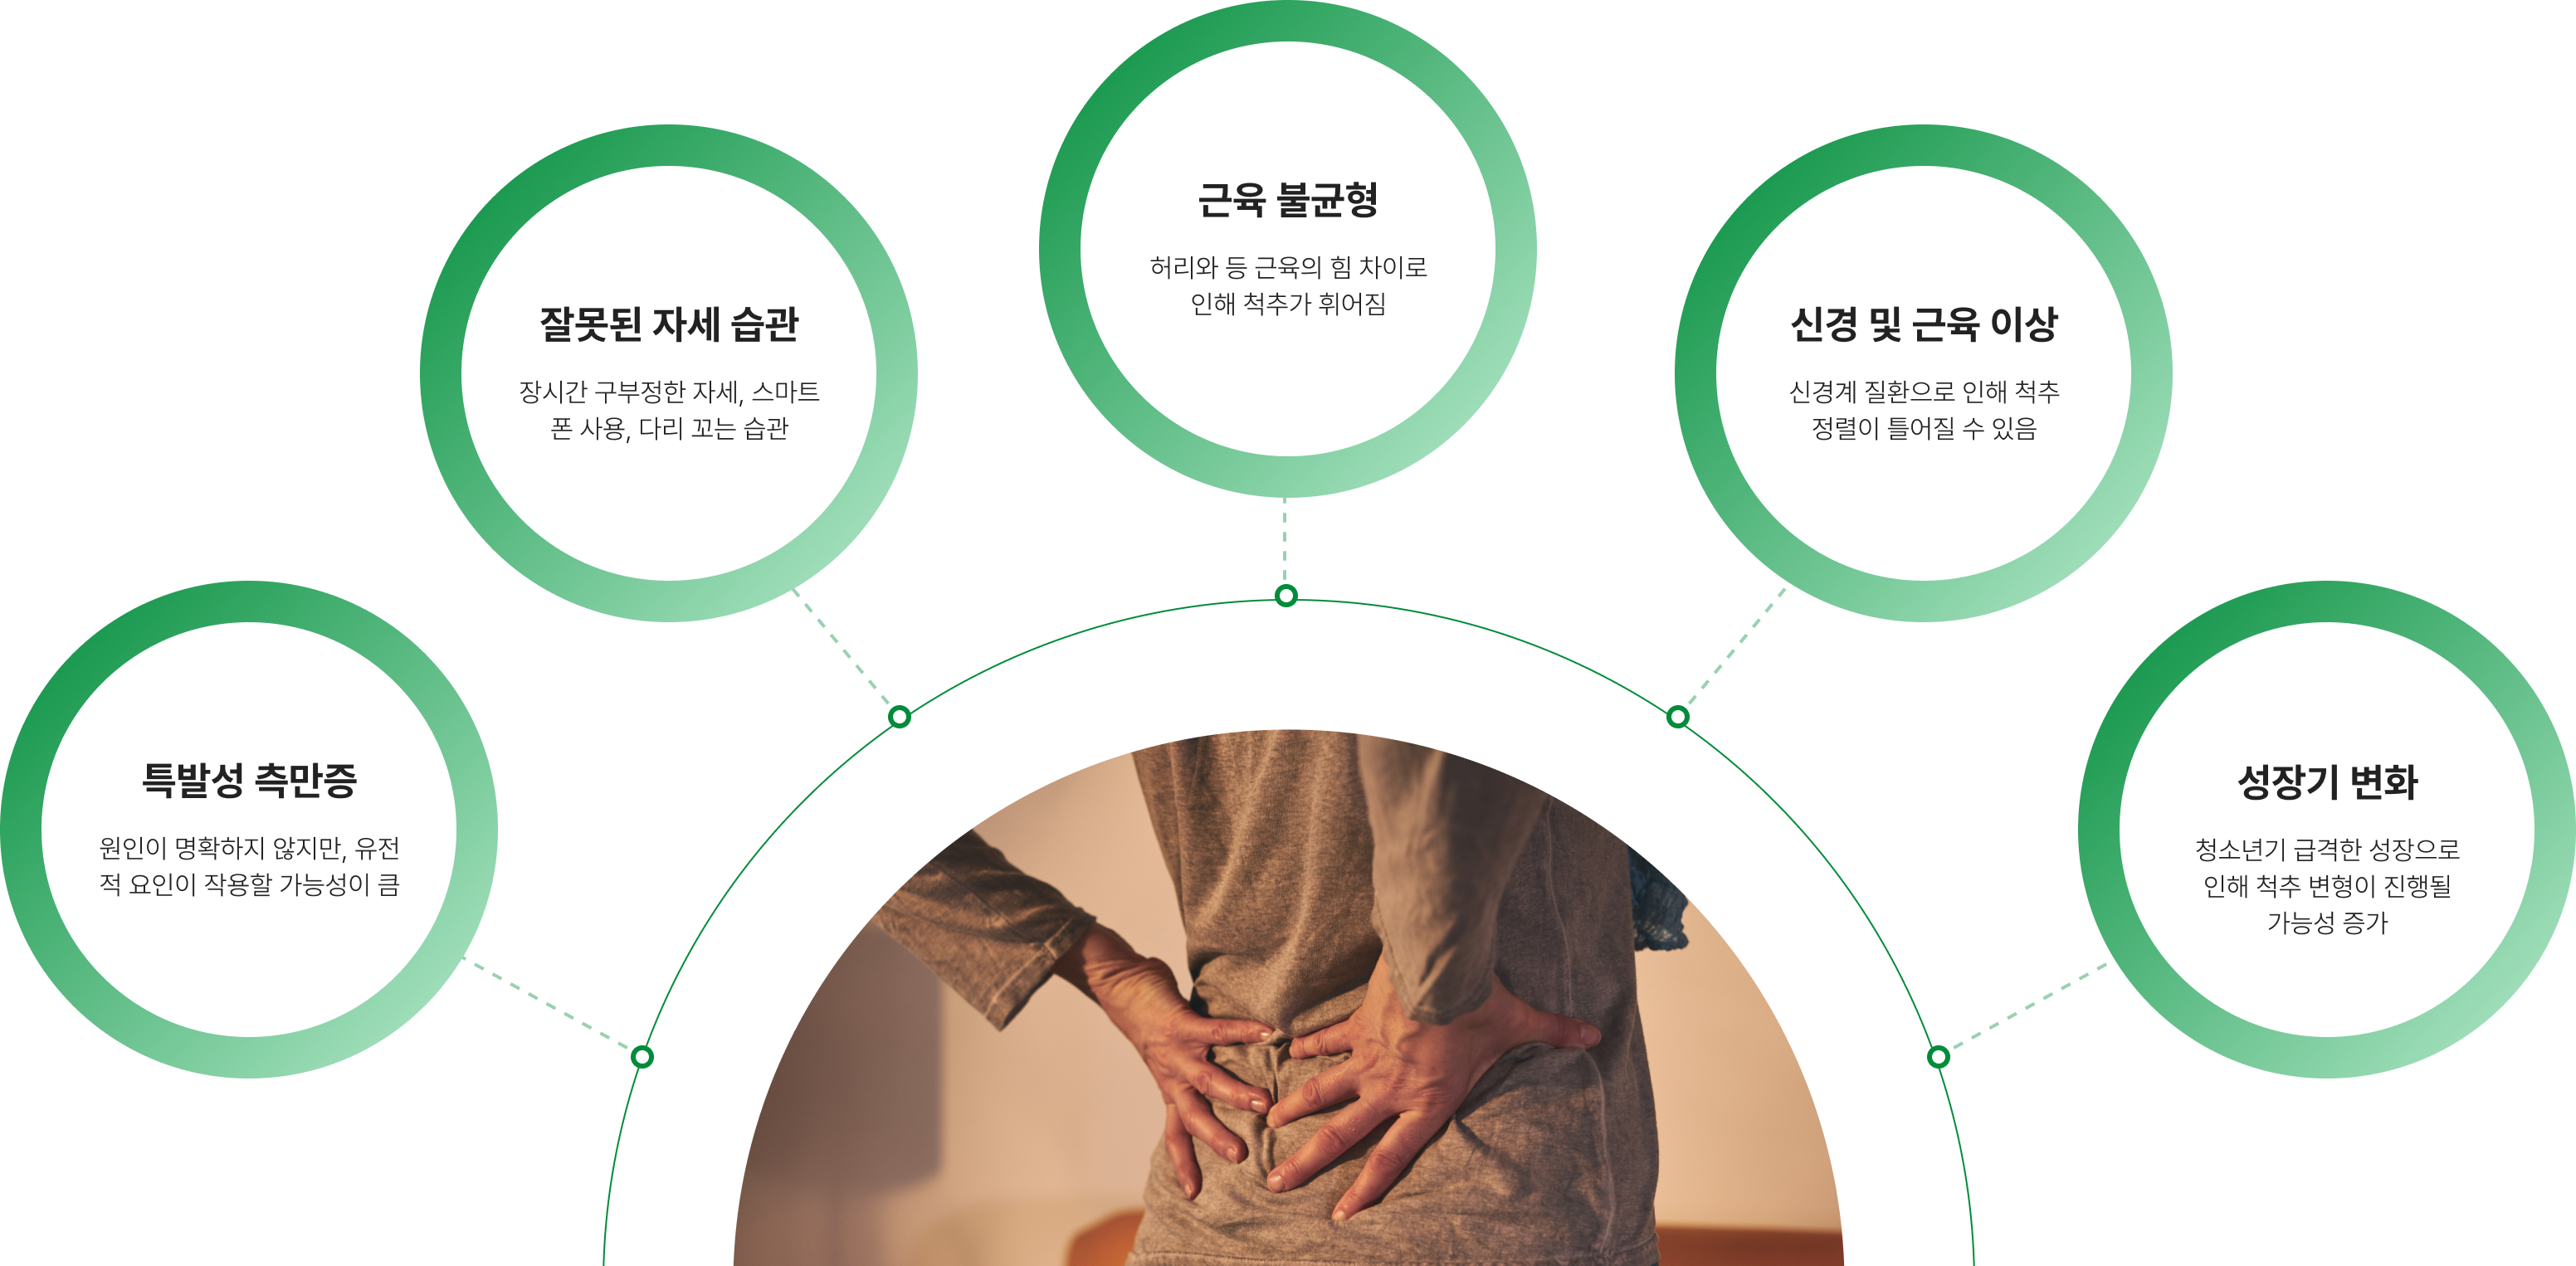 특발성 측만증
원인이 명확하지 않지만, 유전
적 요인이 작용할 가능성이 큼
잘못된 자세 습관
장시간 구부정한 자세, 스마트
폰 사용, 다리 꼬는 습관
근육 불균형
허리와 등 근육의 힘 차이로
인해 척추가 휘어짐
신경 및 근육 이상
신경계 질환으로 인해 척추
정렬이 틀어질 수 있음
성장기 변화
청소년기 급격한 성장으로
인해 척추 변형이 진행될
가능성 증가